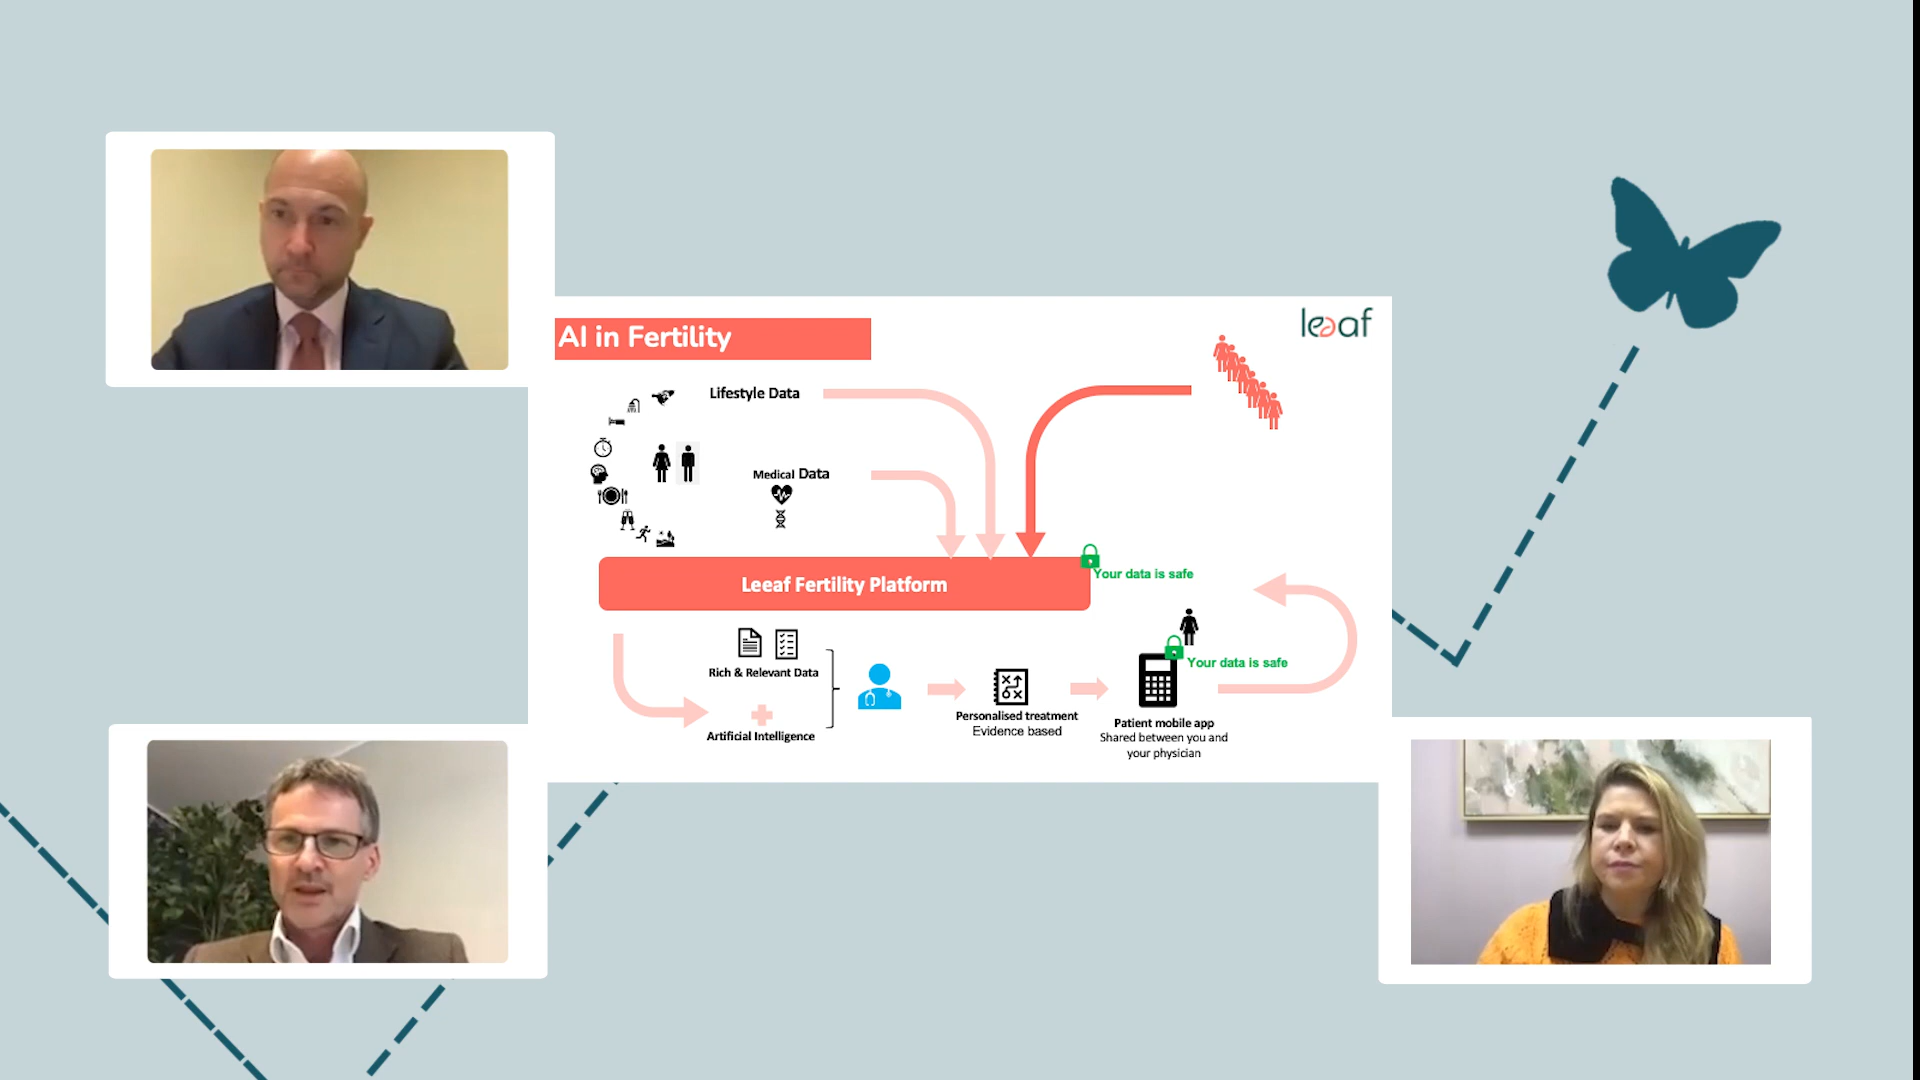 AI in Fertility
leeaf
Lifestyle Data
Medical Data
Leeaf Fertility Platform
Your data is safe
Rich & Relevant Data
Artificial Intelligence
Personalised treatment
Evidence based
Your data is safe
Patient mobile app
Shared between you and
your physician